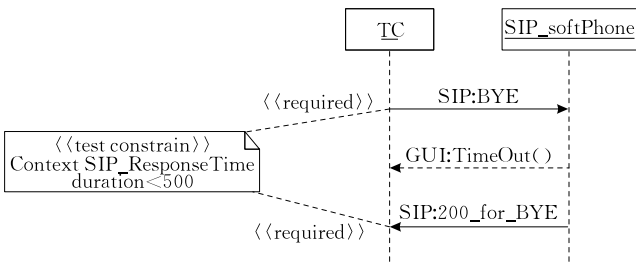 TC
SIP_softPhone
⟨⟨required⟩⟩
SIP:BYE
⟨⟨test constrain⟩⟩
Context SIP_ResponseTime
duration<500
GUI:TimeOut()
SIP:200_for_BYE
⟨⟨required⟩⟩